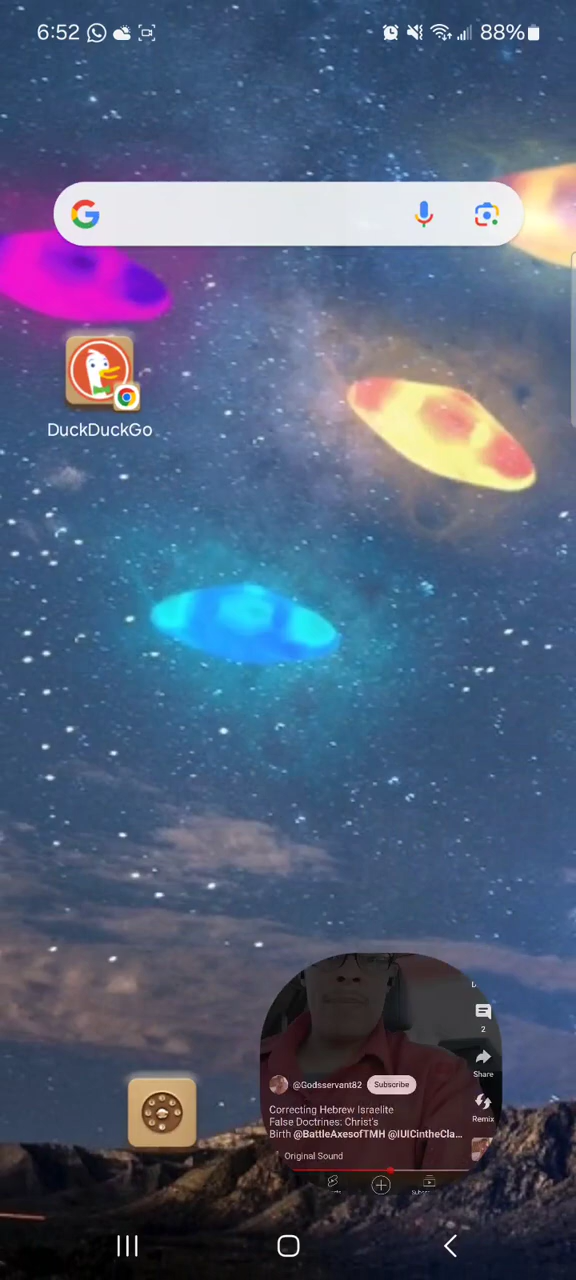 6:52
88%
DuckDuckGo
2
@Godsservant82 Subscribe
Share
Correcting Hebrew Israelite
False Doctrines: Christ's
Birth @BattleAxesofTMH @IUICintheCla...
Remix
Original Sound